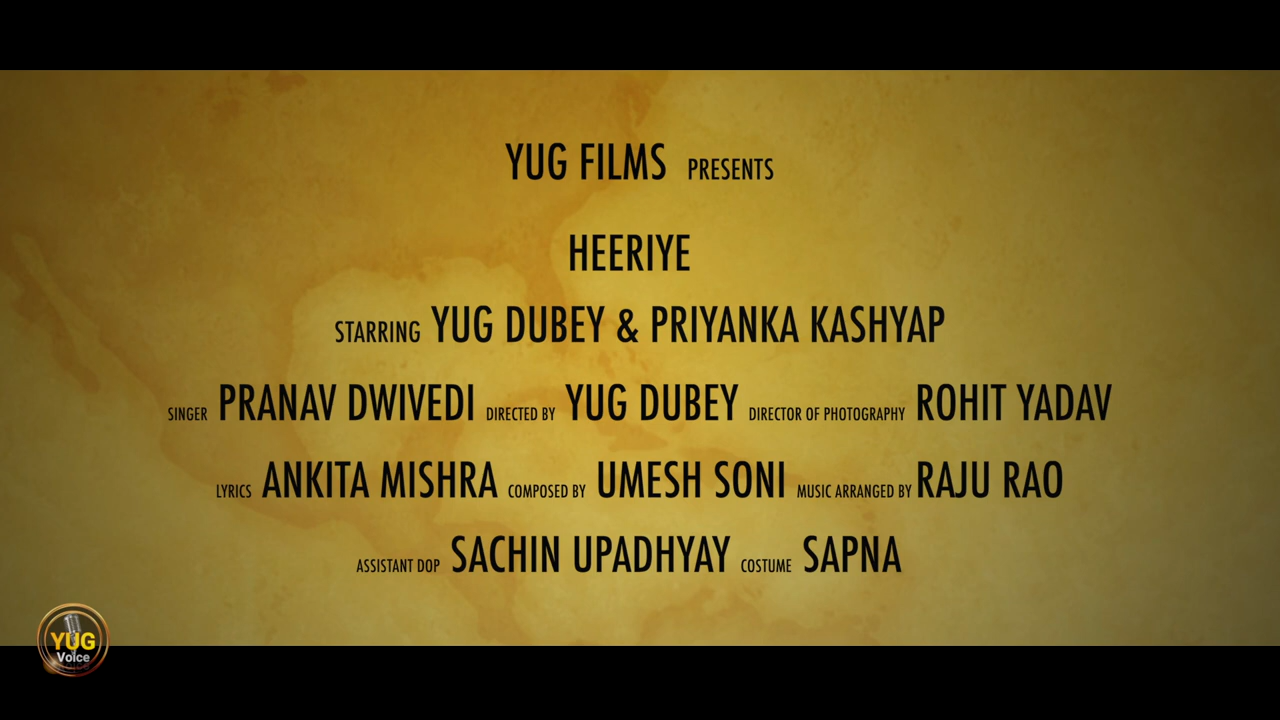 YUG FILMS PRESENTS
HEERIYE
STARRING YUG DUBEY & PRIYANKA KASHYAP
SINGER PRANAV DWIVEDI DIRECTED BY YUG DUBEY DIRECTOR OF PHOTOGRAPHY ROHIT YADAV
LYRICS ANKITA MISHRA COMPOSED BY UMESH SONI MUSIC ARRANGED BY RAJU RAO
ASSISTANT DOP SACHIN UPADHYAY COSTUME SAPNA
YUG
Voice